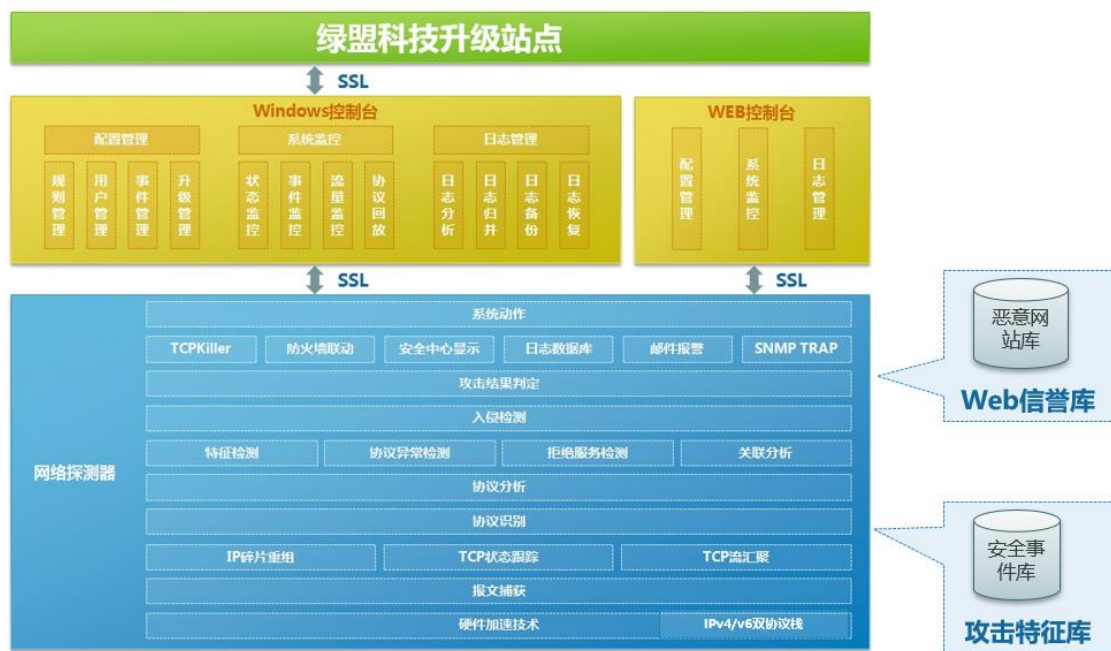 绿盟科技升级站点
SSL
Windows控制台
配置管理
系统监控
日志管理
规则管理
用户管理
事件管理
升级管理
状态监控
事件监控
流量监控
协议回放
日志分析
日志归并
日志备份
日志恢复
WEB控制台
配置管理
系统监控
日志管理
SSL
SSL
网络探测器
系统动作
TCPKiller
防火墙联动
安全中心显示
日志数据库
邮件报警
SNMP TRAP
攻击结果判定
入侵检测
特征检测
协议异常检测
拒绝服务检测
关联分析
协议分析
协议识别
IP碎片重组
TCP状态跟踪
TCP流汇聚
报文捕获
硬件加速技术
IPv4/v6双协议栈
恶意网
站库
Web信誉库
安全事
件库
攻击特征库